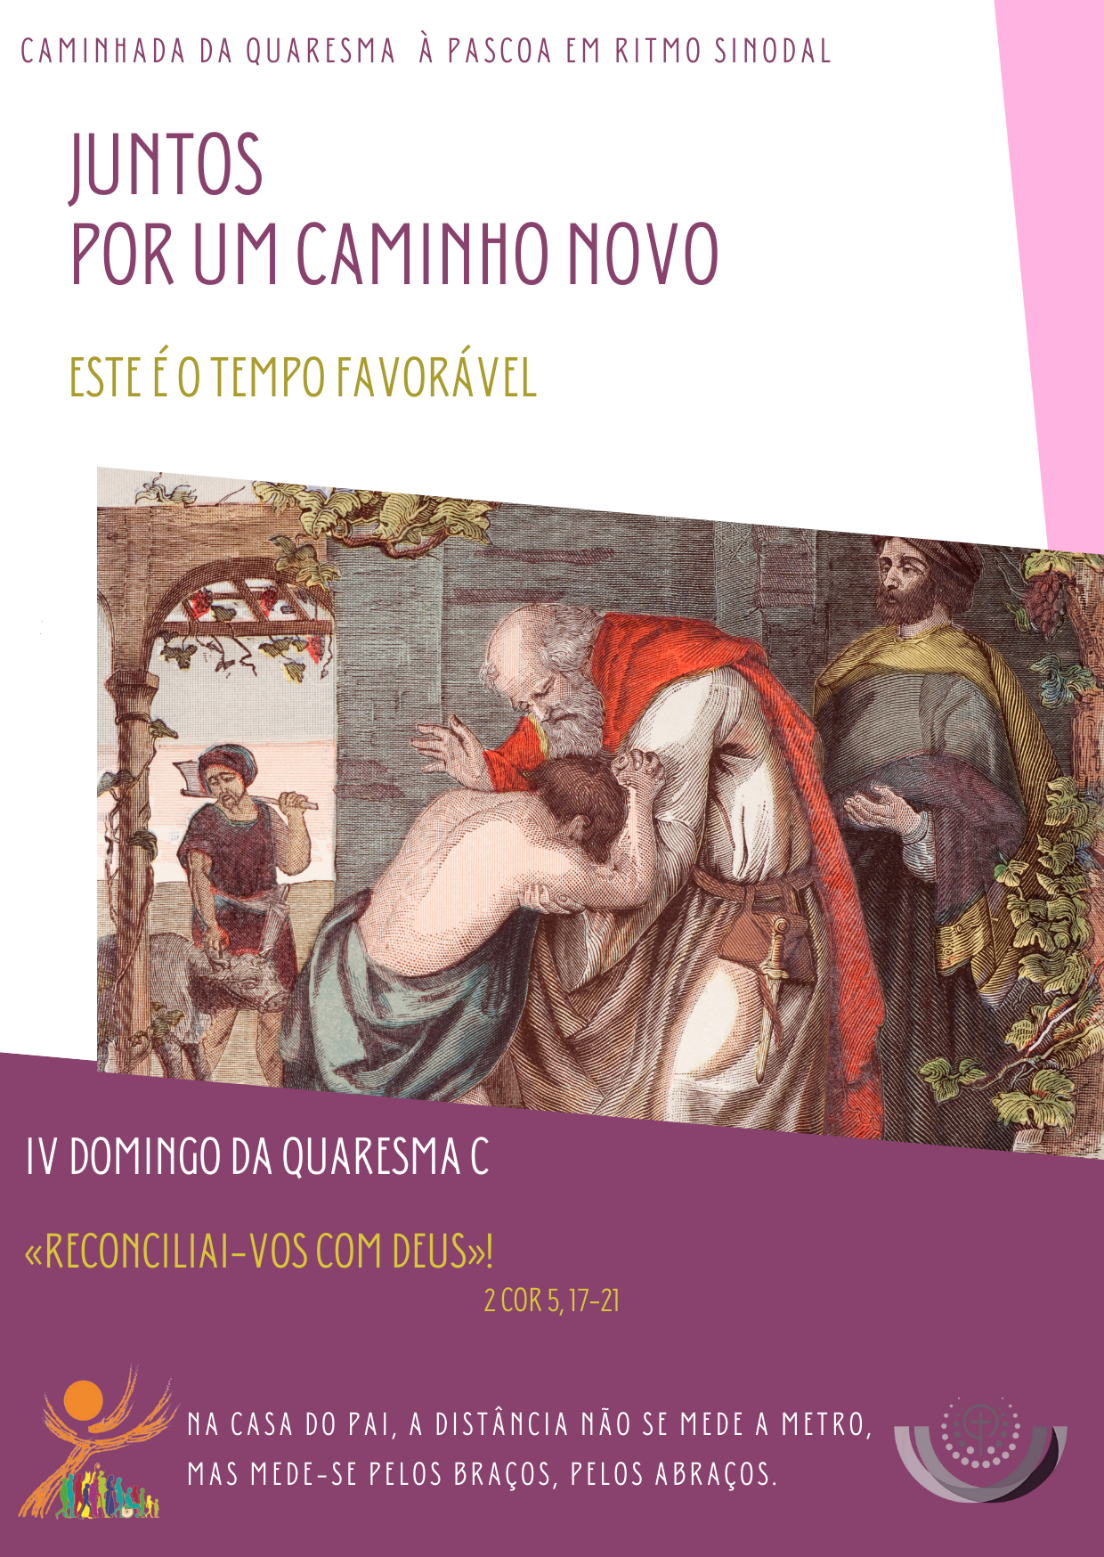 CAMINHADA DA QUARESMA À PASCOA EM RITMO SINODAL
JUNTOS
POR UM CAMINHO NOVO
ESTE É O TEMPO FAVORÁVEL
IV DOMINGO DA QUARESMA C
«RECONCILIAI-VOS COM DEUS»!
2 COR 5, 17-21
NA CASA DO PAI, A DISTÂNCIA NÃO SE MEDE A METRO,
MAS MEDE-SE PELOS BRAÇOS, PELOS ABRAÇOS.